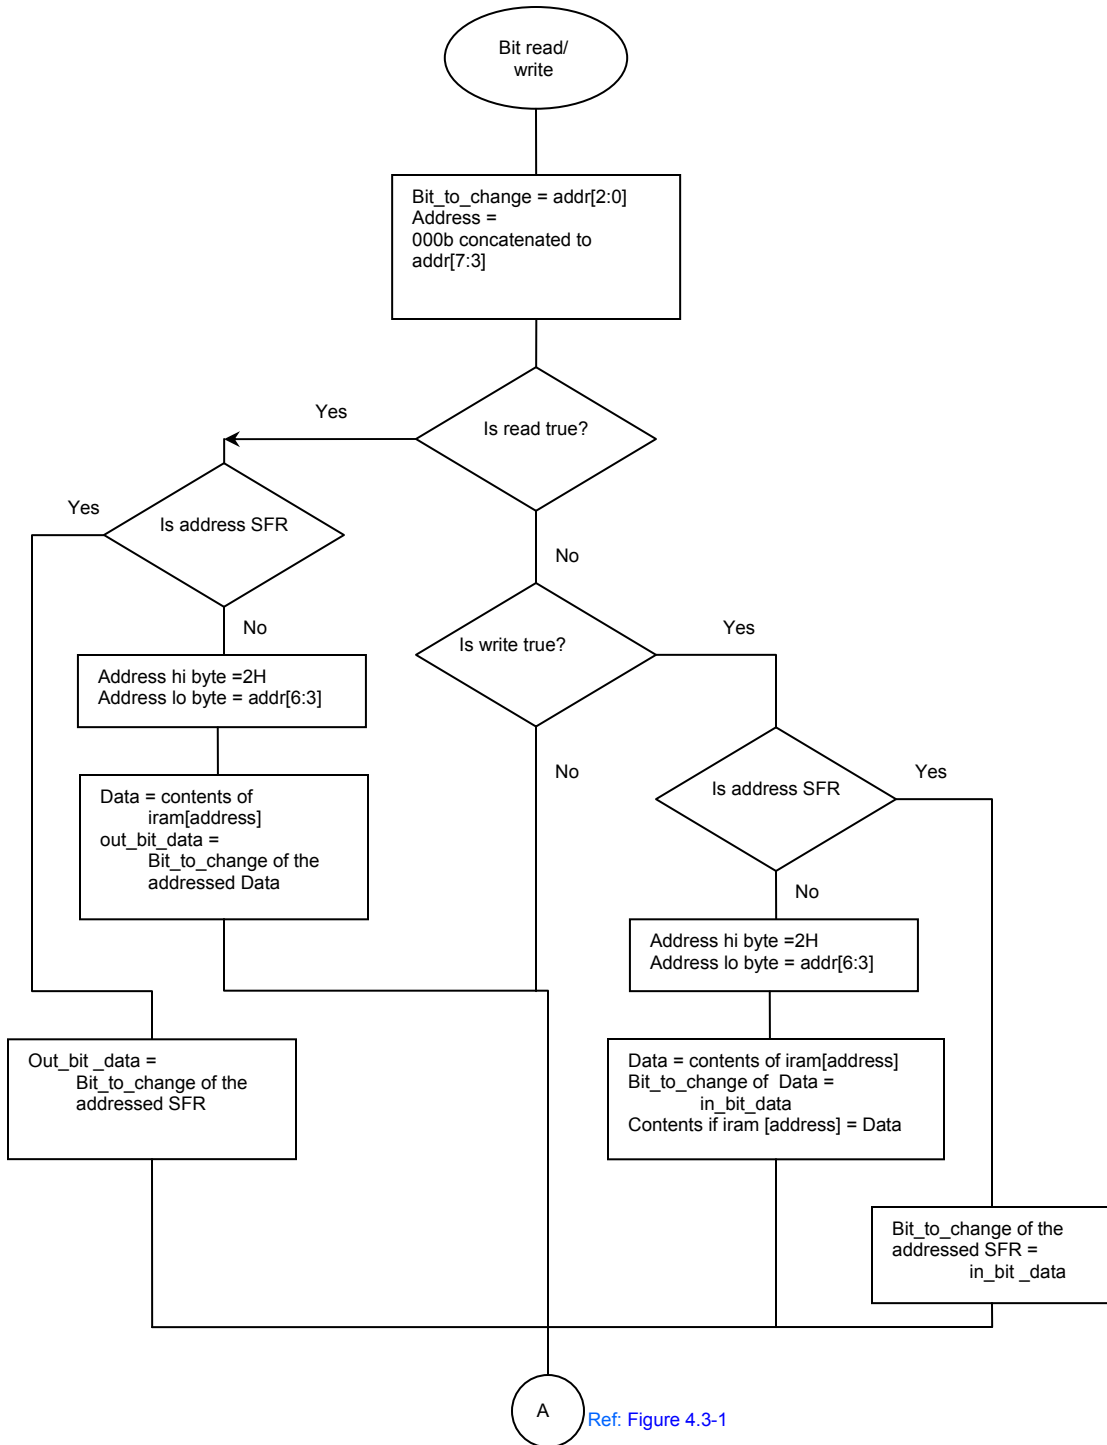 Bit read/
write
Bit_to_change = addr[2:0]
Address =
000b concatenated to
addr[7:3]
Is read true?
Yes
Is address SFR
Yes
No
No
Is write true?
Yes
Address hi byte =2H
Address lo byte = addr[6:3]
No
Is address SFR
Yes
Data = contents of
iram[address]
out_bit_data =
Bit_to_change of the
addressed Data
No
Address hi byte =2H
Address lo byte = addr[6:3]
Out_bit _data =
Bit_to_change of the
addressed SFR
Data = contents of iram[address]
Bit_to_change of  Data =
in_bit_data
Contents if iram [address] = Data
Bit_to_change of the
addressed SFR =
in_bit _data
A
Ref: Figure 4.3-1